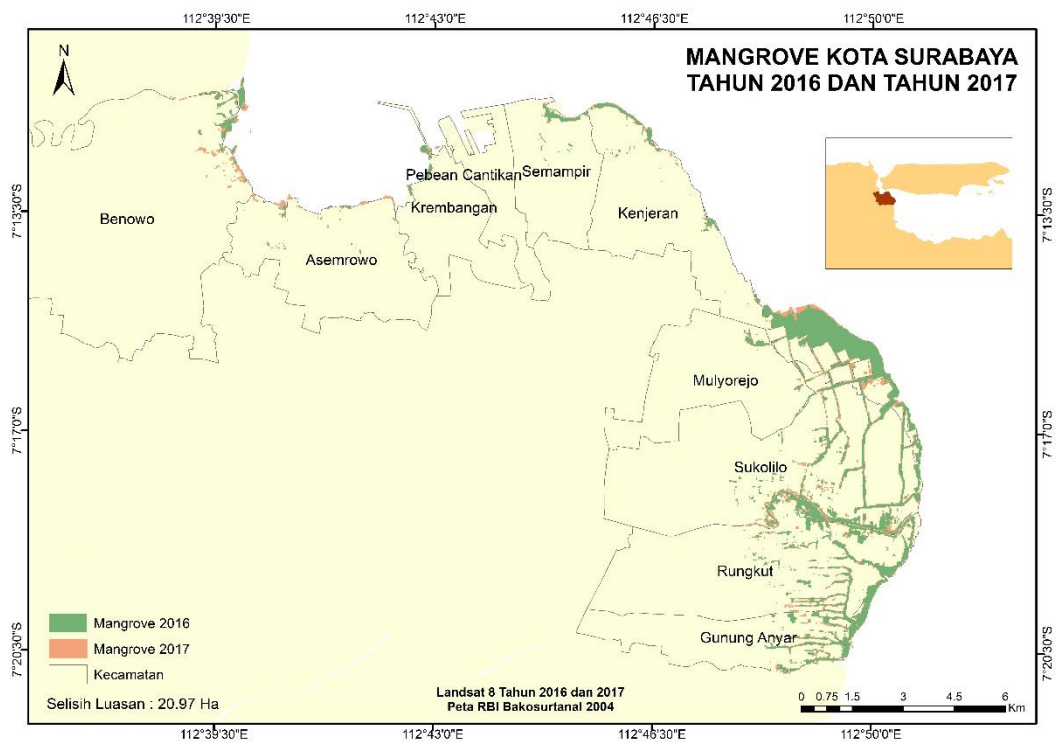 112°39'30"E 112°43'0"E 112°46'30"E 112°50'0"E
MANGROVE KOTA SURABAYA
TAHUN 2016 DAN TAHUN 2017
N
Pebean Cantikan
Semampir
Krembangan
Kenjeran
Benowo
Asemrowo
7°13'30"S 7°13'30"S
Mulyorejo
7°17'0"S 7°17'0"S
Sukolilo
Rungkut
Gunung Anyar
7°20'30"S 7°20'30"S
Mangrove 2016
Mangrove 2017
Kecamatan
Selisih Luasan : 20.97 Ha
Landsat 8 Tahun 2016 dan 2017
Peta RBI Bakosurtanal 2004
0 0.75 1.5 3 4.5 6
Km
112°39'30"E 112°43'0"E 112°46'30"E 112°50'0"E